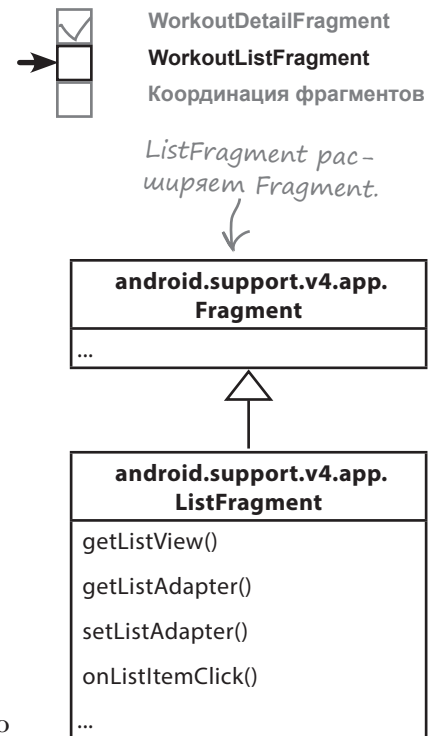 WorkoutDetailFragment
WorkoutListFragment
Координация фрагментов
ListFragment рас-
ширяет Fragment.
android.support.v4.app.
Fragment
...
android.support.v4.app.
ListFragment
getListView()
getListAdapter()
setListAdapter()
onListItemClick()
...
о